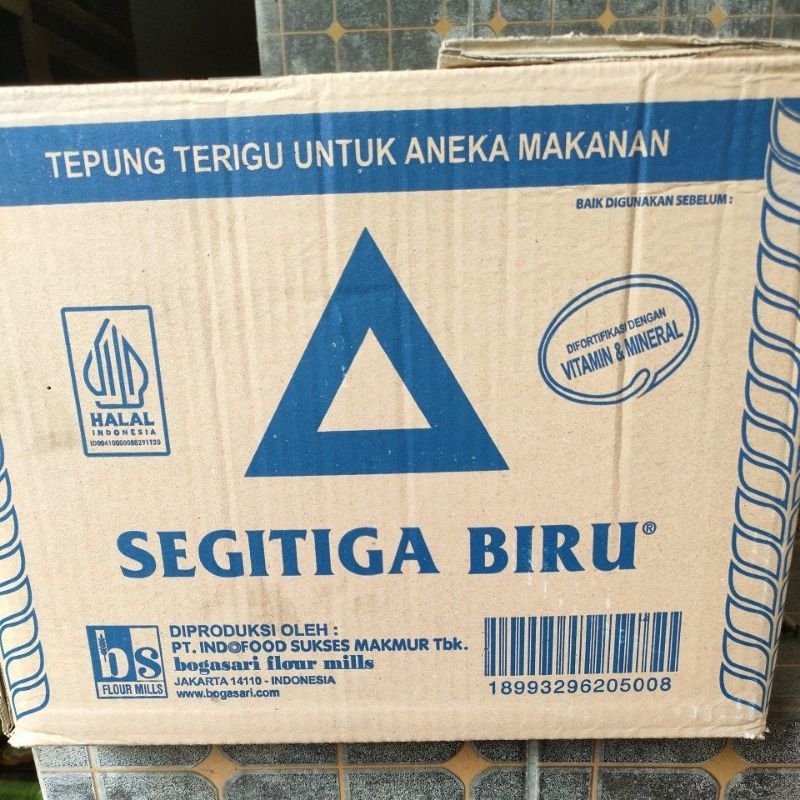 TEPUNG TERIGU UNTUK ANEKA MAKANAN
BAIK DIGUNAKAN SEBELUM :
DIFORTIFIKASI DENGAN
VITAMIN & MINERAL
HALAL
INDONESIA
ID00410000088291120
SEGITIGA BIRU®
bs
FLOUR MILLS
DIPRODUKSI OLEH :
PT. INDOFOOD SUKSES MAKMUR Tbk.
bogasari flour mills
JAKARTA 14110 - INDONESIA
www.bogasari.com
18993296205008